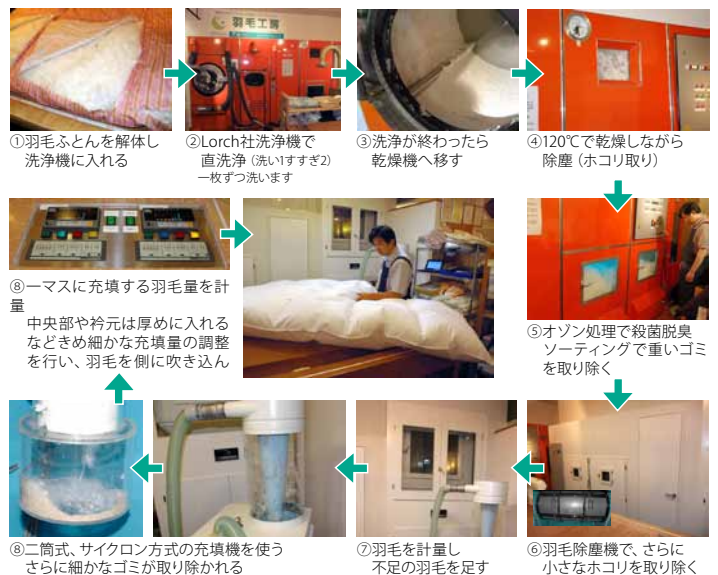 羽毛工房
①羽毛ふとんを解体し
洗浄機に入れる
②Lorch社洗浄機で
直洗浄（洗い1すすぎ2）
一枚ずつ洗います
③洗浄が終わったら
乾燥機へ移す
④120℃で乾燥しながら
除塵（ホコリ取り）
⑤オゾン処理で殺菌脱臭
ソーティングで重いゴミ
を取り除く
⑥羽毛除塵機で、さらに
小さなホコリを取り除く
⑦羽毛を計量し
不足の羽毛を足す
⑧二筒式、サイクロン方式の充填機を使う
さらに細かなゴミが取り除かれる
⑧一マスに充填する羽毛量を計
量
中央部や衿元は厚めに入れる
などきめ細かな充填量の調整
を行い、羽毛を側に吹き込ん